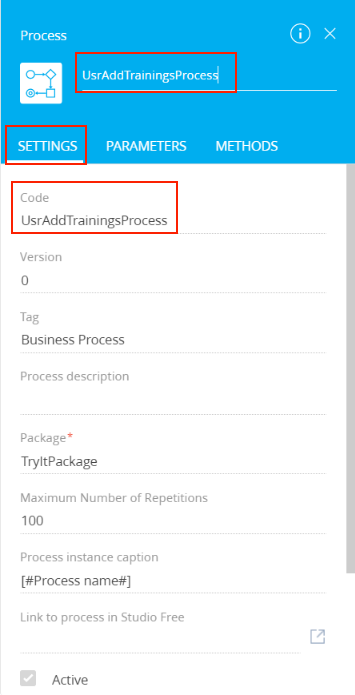 Process
UsrAddTrainingsProcess
SETTINGS PARAMETERS METHODS
Code
UsrAddTrainingsProcess
Version
0
Tag
Business Process
Process description
Package*
TryItPackage
Maximum Number of Repetitions
100
Process instance caption
[#Process name#]
Link to process in Studio Free
Active